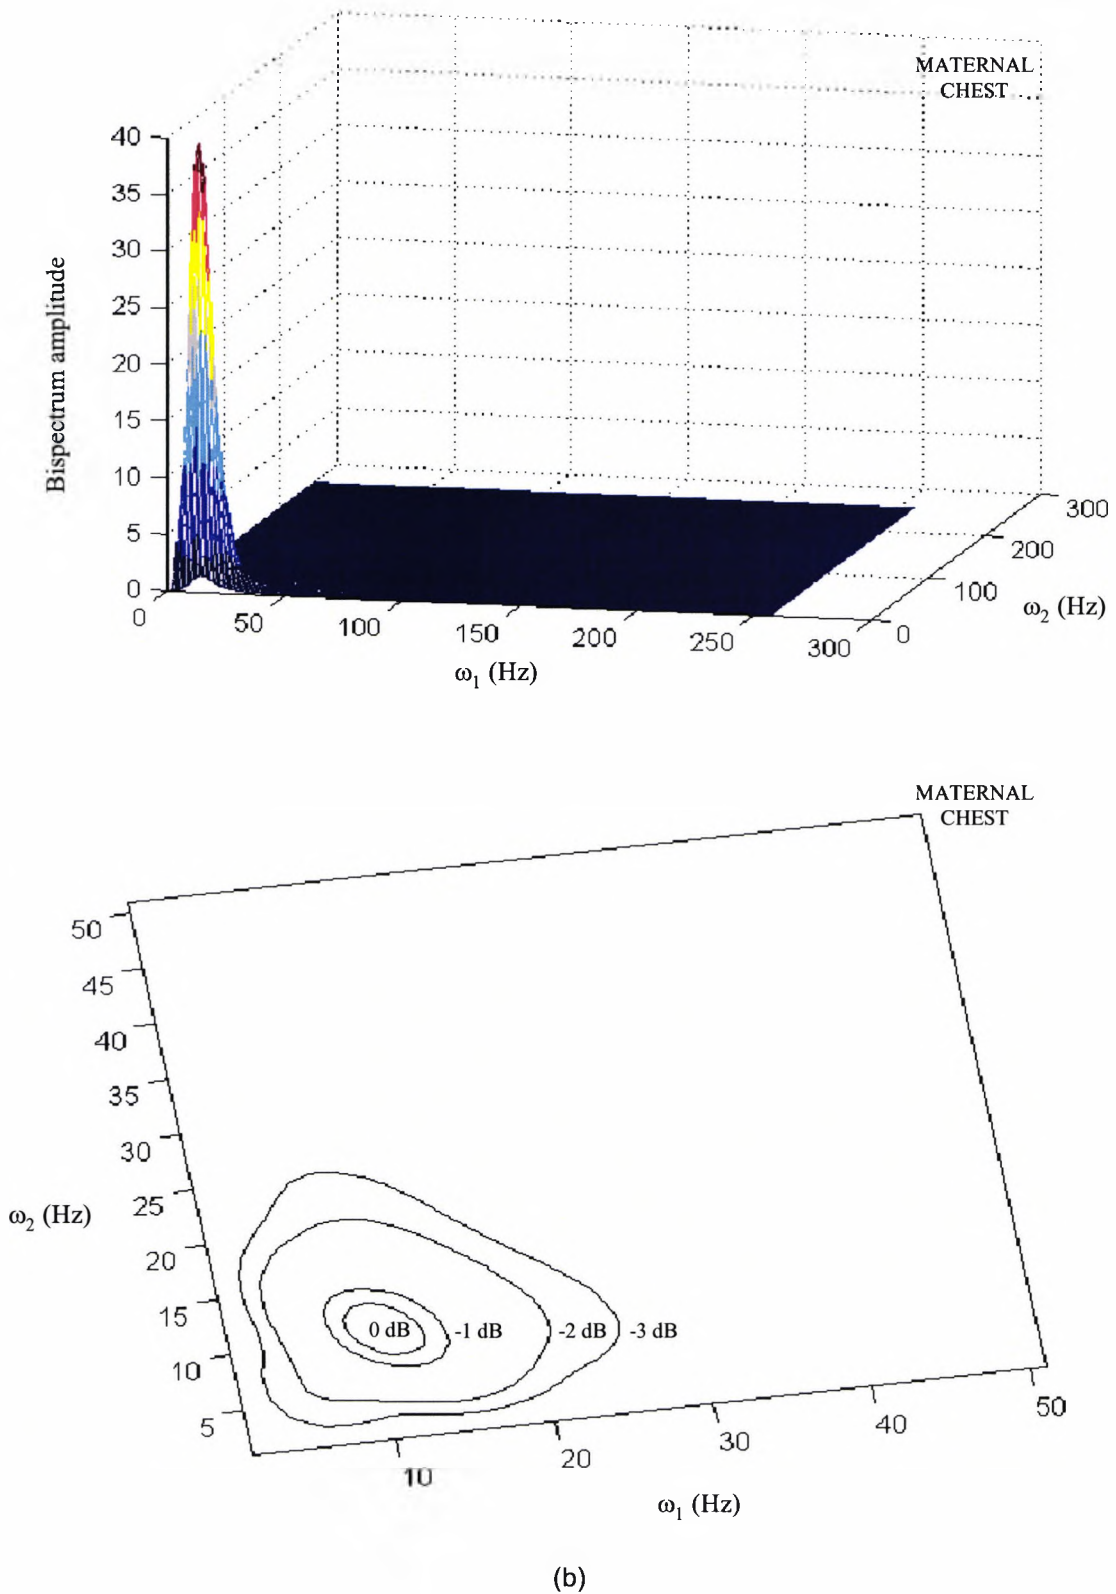 MATERNAL
CHEST
40
35
30
25
20
15
10
5
0
Bispectrum amplitude
0
50
100
150
200
250
300
ω₁ (Hz)
0
100
200
300
ω₂ (Hz)
MATERNAL
CHEST
50
45
40
35
30
25
20
15
10
5
ω₂ (Hz)
0 dB
-1 dB
-2 dB
-3 dB
10
20
30
40
50
ω₁ (Hz)
(b)